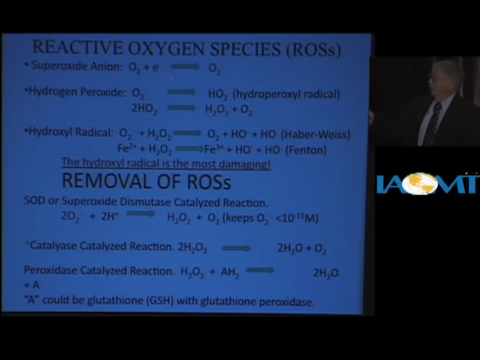 REACTIVE OXYGEN SPECIES (ROSs)
• Superoxide Anion: O₂ + e ⟹ O₂⁻
• Hydrogen Peroxide: O₂⁻ ⟹ HO₂ (hydroperoxyl radical)
2HO₂⁻ ⟹ H₂O₂ + O₂
• Hydroxyl Radical: O₂⁻ + H₂O₂ ⟹ O₂ + HO⁻ + HO (Haber-Weiss)
Fe²⁺ + H₂O₂ ⟹ Fe³⁺ + HO⁻ + HO (Fenton)
The hydroxyl radical is the most damaging!
REMOVAL OF ROSs
SOD or Superoxide Dismutase Catalyzed Reaction.
2O₂⁻ + 2H⁺ ⟹ H₂O₂ + O₂ (keeps O₂⁻ <10⁻¹¹M)
Catalyase Catalyzed Reaction. 2H₂O₂ ⟹ 2H₂O + O₂
Peroxidase Catalyzed Reaction. H₂O₂ + AH₂ ⟹ 2H₂O
+ A
"A" could be glutathione (GSH) with glutathione peroxidase.
IAOMT